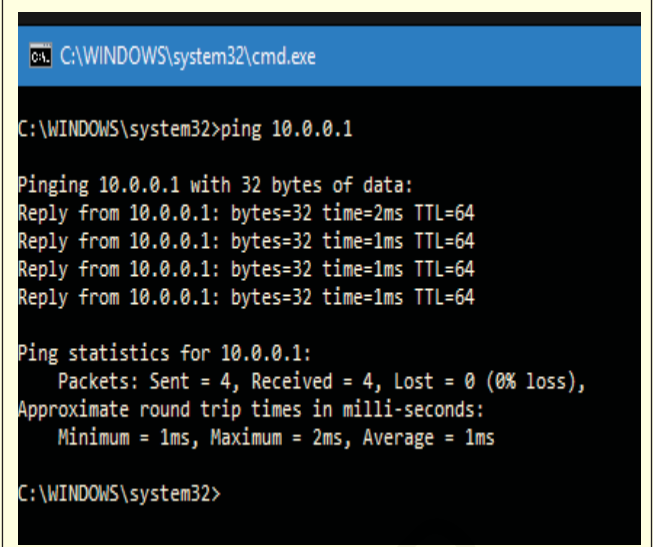 C:\WINDOWS\system32\cmd.exe
C:\WINDOWS\system32>ping 10.0.0.1
Pinging 10.0.0.1 with 32 bytes of data:
Reply from 10.0.0.1: bytes=32 time=2ms TTL=64
Reply from 10.0.0.1: bytes=32 time=1ms TTL=64
Reply from 10.0.0.1: bytes=32 time=1ms TTL=64
Reply from 10.0.0.1: bytes=32 time=1ms TTL=64
Ping statistics for 10.0.0.1:
    Packets: Sent = 4, Received = 4, Lost = 0 (0% loss),
Approximate round trip times in milli-seconds:
    Minimum = 1ms, Maximum = 2ms, Average = 1ms
C:\WINDOWS\system32>